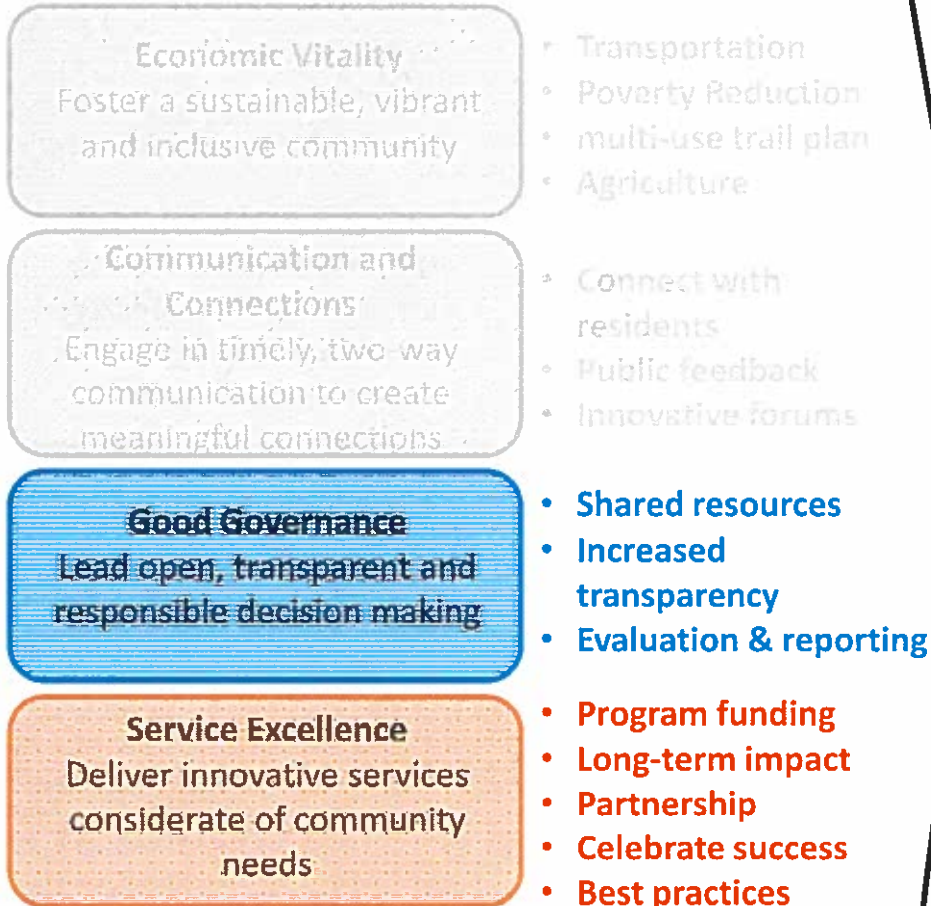 Economic Vitality
Foster a sustainable, vibrant
and inclusive community
• Transportation
• Poverty Reduction
• multi-use trail plan
• Agriculture
Communication and
Connections
Engage in timely, two-way
communication to create
meaningful connections
• Connect with
residents
• Public feedback
• Innovative forums
Good Governance
Lead open, transparent and
responsible decision making
• Shared resources
• Increased
transparency
• Evaluation & reporting
Service Excellence
Deliver innovative services
considerate of community
needs
• Program funding
• Long-term impact
• Partnership
• Celebrate success
• Best practices